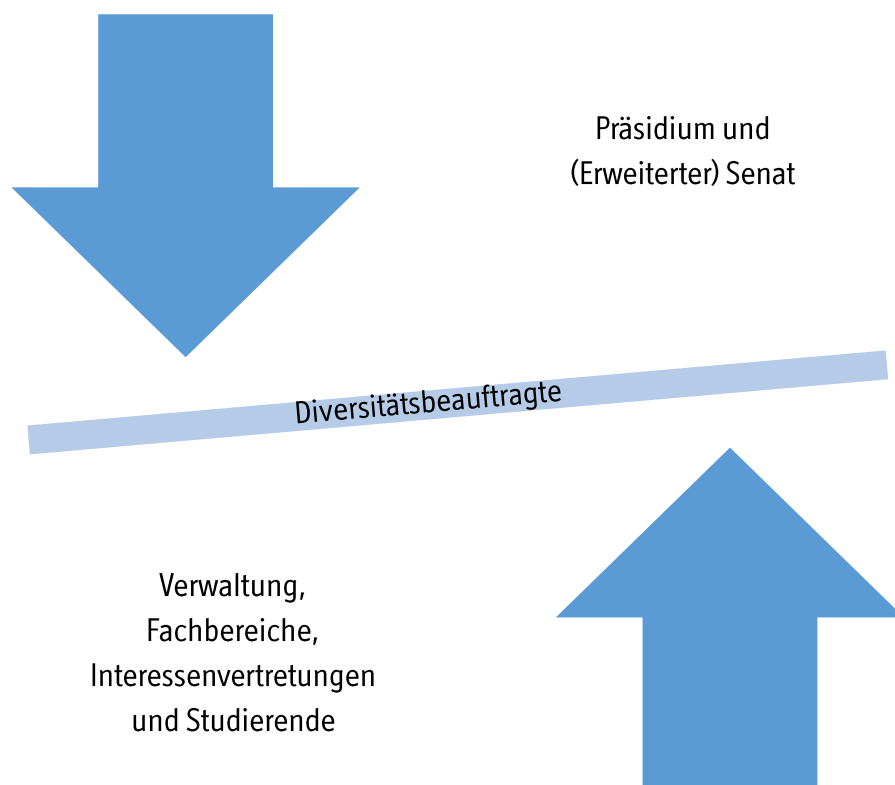 Präsidium und
(Erweiterter) Senat
Diversitätsbeauftragte
Verwaltung,
Fachbereiche,
Interessenvertretungen
und Studierende